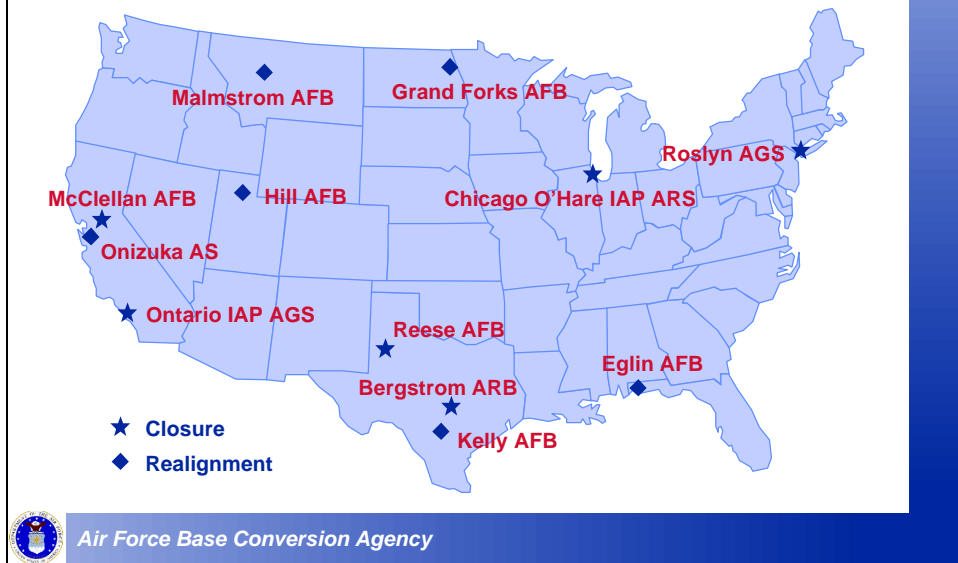 Malmstrom AFB
Grand Forks AFB
Roslyn AGS
McClellan AFB
Hill AFB
Chicago O’Hare IAP ARS
Onizuka AS
Ontario IAP AGS
Reese AFB
Eglin AFB
Bergstrom ARB
Kelly AFB
Closure
Realignment
Air Force Base Conversion Agency